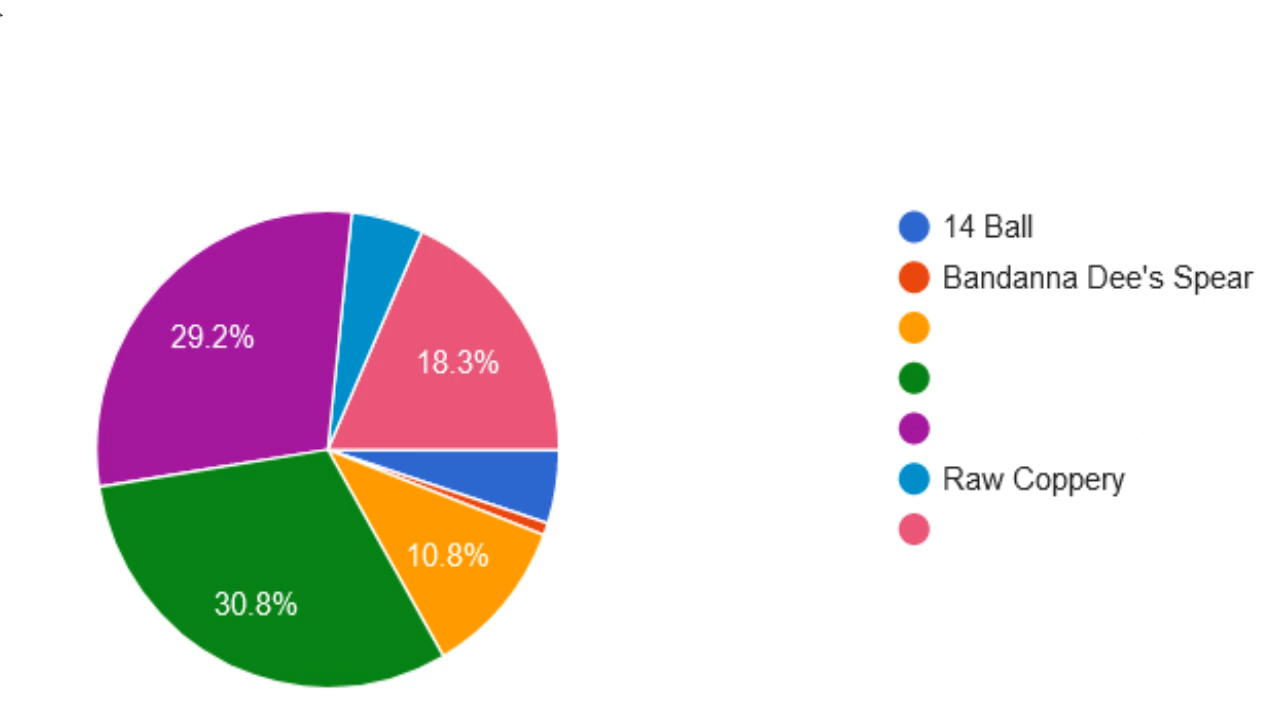 29.2%
18.3%
10.8%
30.8%
14 Ball
Bandanna Dee's Spear
Raw Coppery